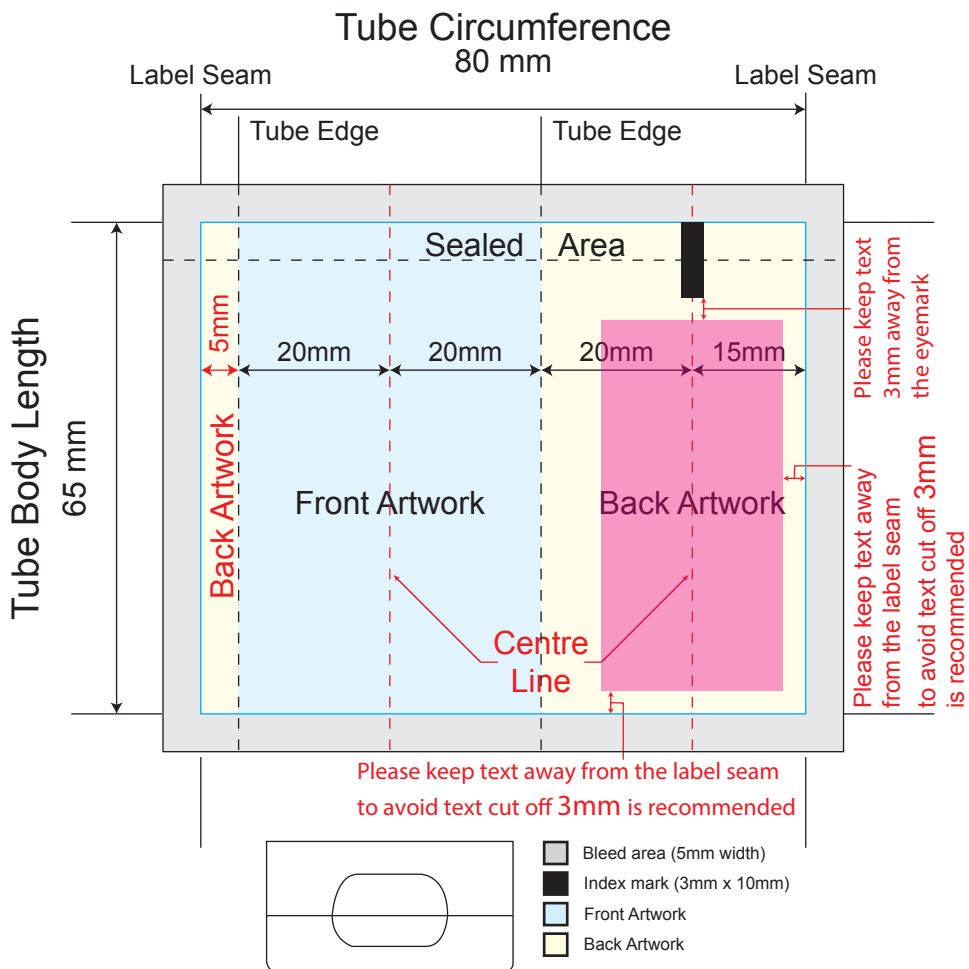 Tube Circumference
80 mm
Label Seam
Label Seam
Tube Edge
Tube Edge
Sealed Area
5mm
20mm
20mm
20mm
15mm
Tube Body Length
65 mm
Back Artwork
Front Artwork
Back Artwork
Centre
Line
Please keep text
3mm away from
the eyemark
Please keep text away
from the label seam
to avoid text cut off 3mm
is recommended
Please keep text away from the label seam
to avoid text cut off 3mm is recommended
Bleed area (5mm width)
Index mark (3mm x 10mm)
Front Artwork
Back Artwork